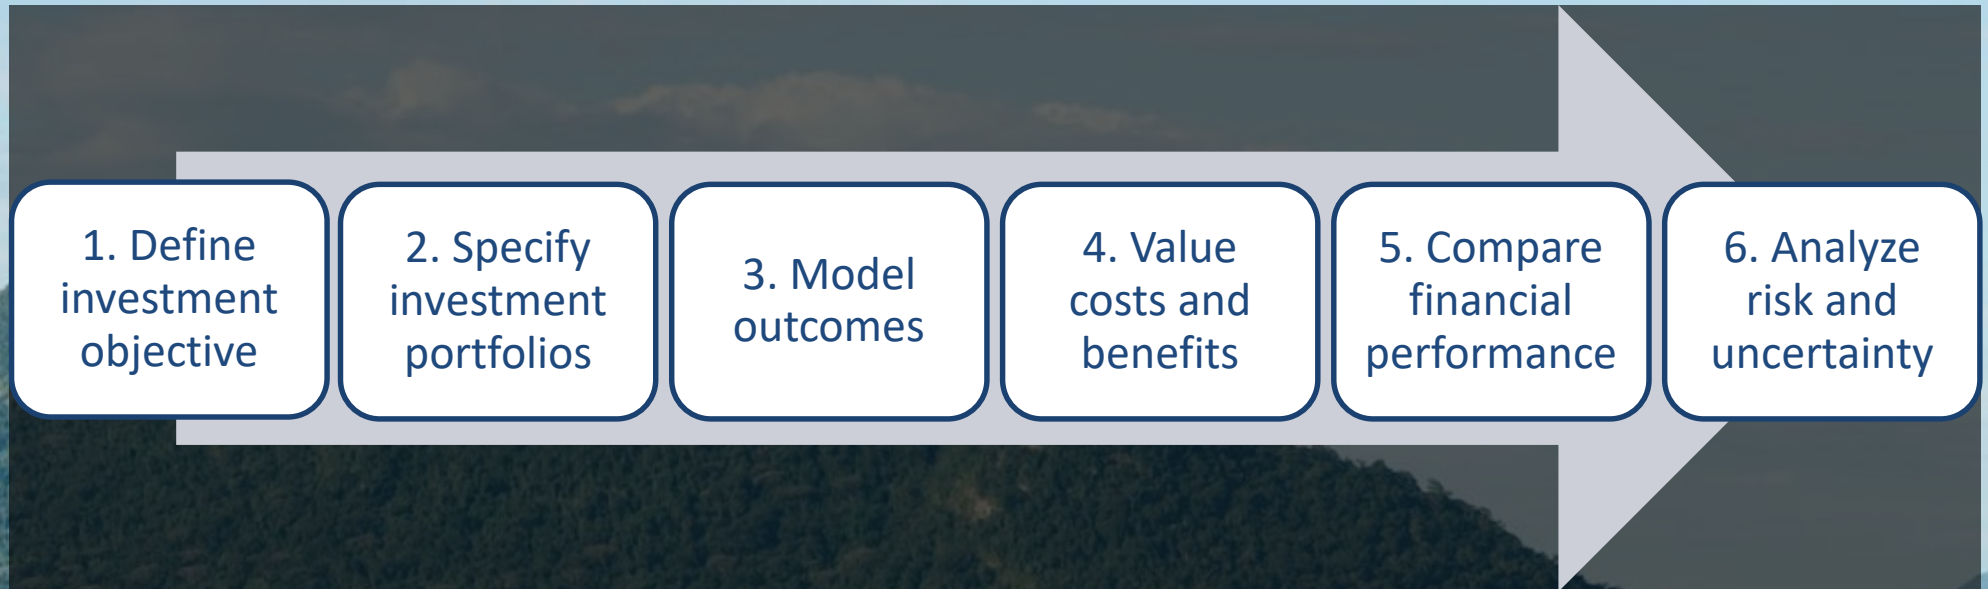 1. Define
investment
objective
2. Specify
investment
portfolios
3. Model
outcomes
4. Value
costs and
benefits
5. Compare
financial
performance
6. Analyze
risk and
uncertainty